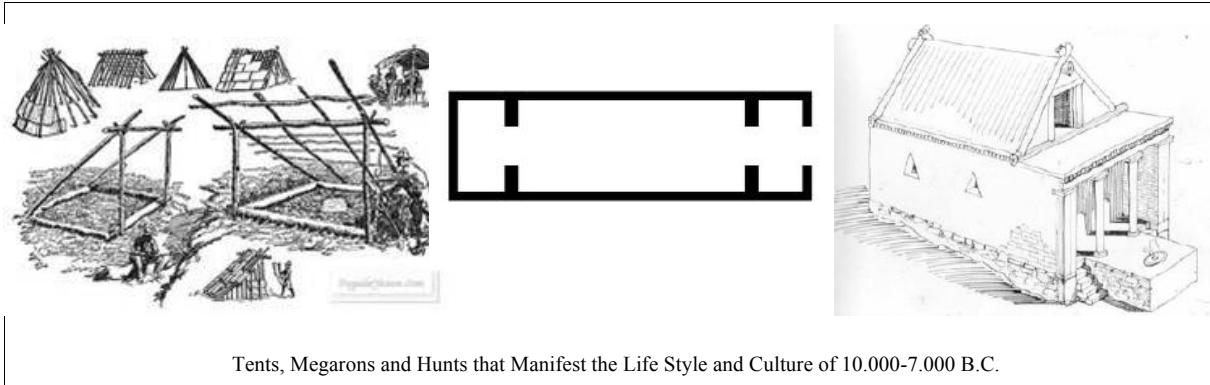 Tents, Megarons and Hunts that Manifest the Life Style and Culture of 10.000-7.000 B.C.